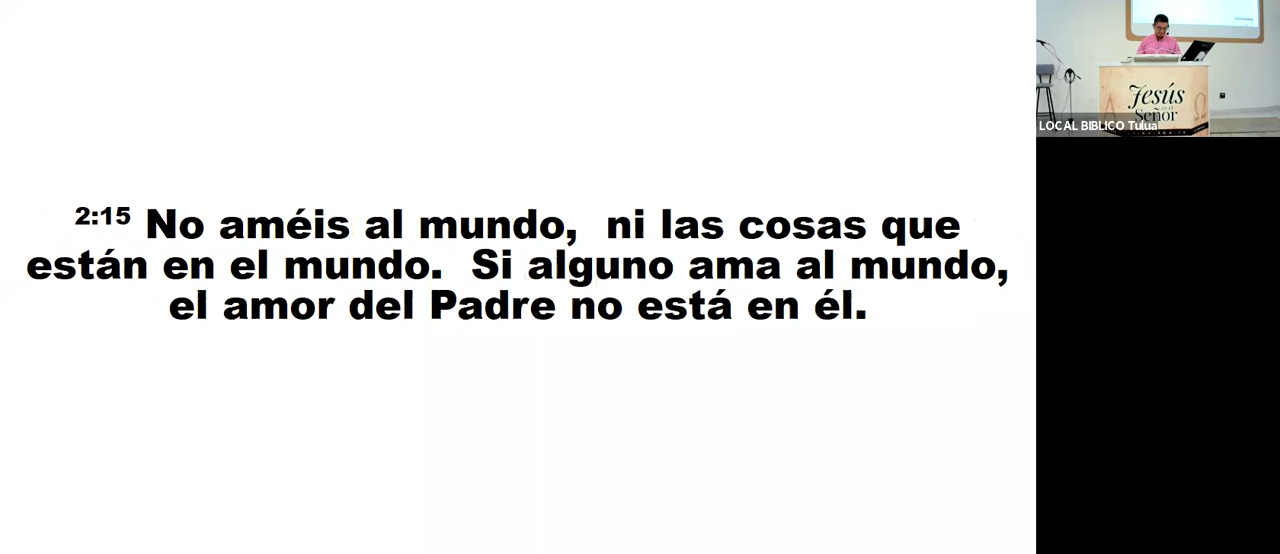 2:15 No améis al mundo, ni las cosas que
están en el mundo. Si alguno ama al mundo,
el amor del Padre no está en él.
Jesús
Señor
LOCAL BIBLICO Tulua